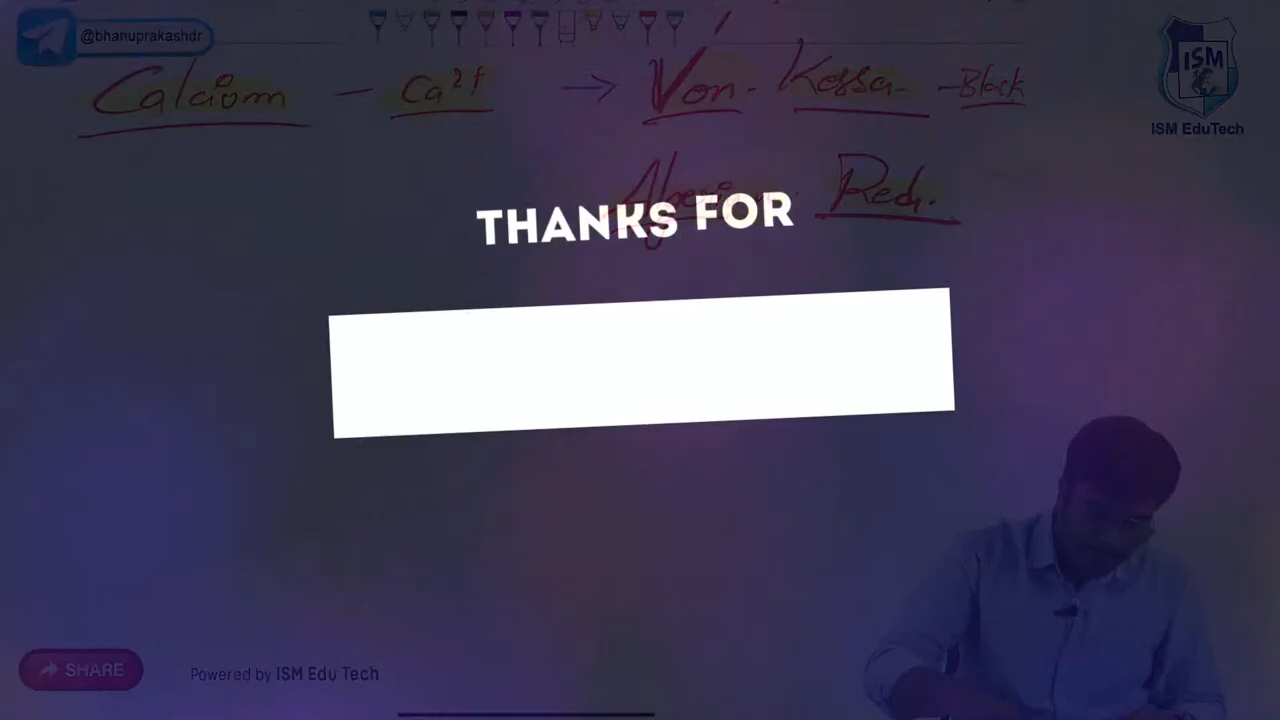 @bhanuprakashdr
Calcium - Ca²⁺ → Von. Kossa - Black
Red.
ISM
ISM EduTech
THANKS FOR
SHARE
Powered by ISM Edu Tech